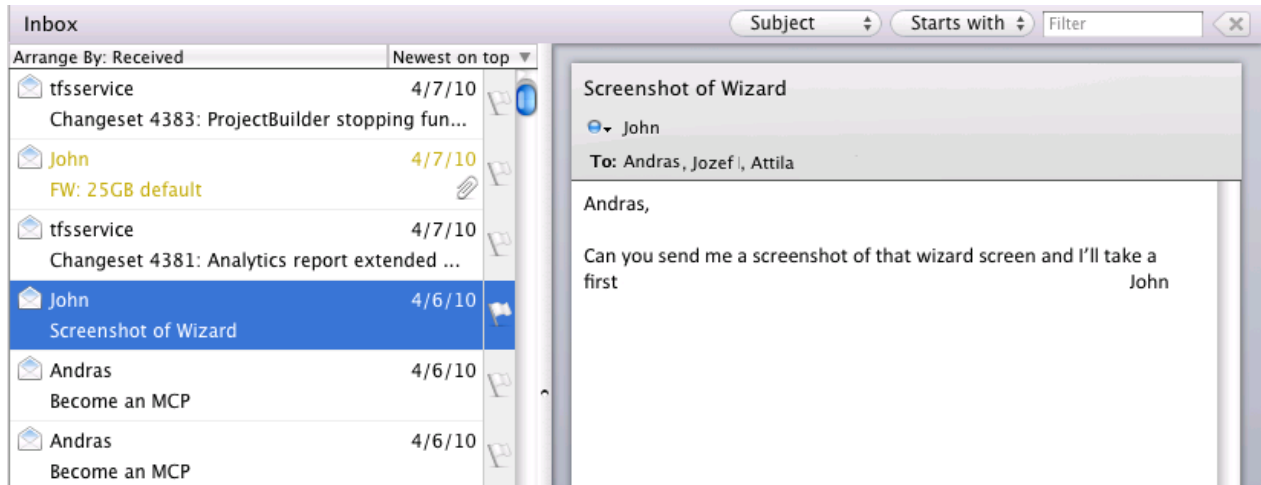 Inbox
Subject
Starts with
Filter
Arrange By: Received
Newest on top
tfsservice 4/7/10
Changeset 4383: ProjectBuilder stopping fun...
John 4/7/10
FW: 25GB default
tfsservice 4/7/10
Changeset 4381: Analytics report extended ...
John 4/6/10
Screenshot of Wizard
Andras 4/6/10
Become an MCP
Andras 4/6/10
Become an MCP
Screenshot of Wizard
John
To: Andras, Jozef, Attila
Andras,
Can you send me a screenshot of that wizard screen and I’ll take a
first John